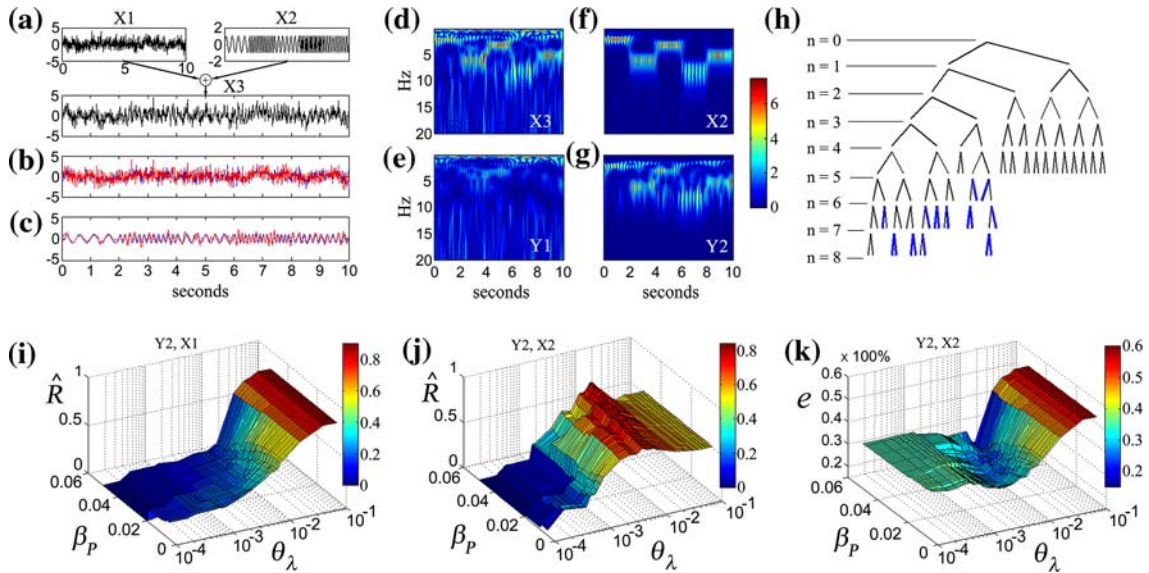 (a)
X1
X2
5
0
-5
0
5
10
2
0
-2
X3
5
0
-5
(b)
5
0
-5
(c)
5
0
-5
0 1 2 3 4 5 6 7 8 9 10
seconds
(d)
Hz
5
10
15
20
X3
(e)
Hz
5
10
15
20
Y1
0 2 4 6 8 10
seconds
(f)
X2
(g)
Y2
0 2 4 6 8 10
seconds
6
4
2
0
(h)
n = 0
n = 1
n = 2
n = 3
n = 4
n = 5
n = 6
n = 7
n = 8
(i)
Y2, X1
R̂
1
0.5
0
0.06
0.04
0.02
0
β_P
10^-4
10^-3
10^-2
10^-1
θ_λ
0.8
0.6
0.4
0.2
0
(j)
Y2, X2
R̂
1
0.5
0
0.06
0.04
0.02
0
β_P
10^-4
10^-3
10^-2
10^-1
θ_λ
0.8
0.6
0.4
0.2
0
(k)
x 100%
Y2, X2
e
0.6
0.5
0.4
0.3
0.2
0.06
0.04
0.02
0
β_P
10^-4
10^-3
10^-2
10^-1
θ_λ
0.6
0.5
0.4
0.3
0.2